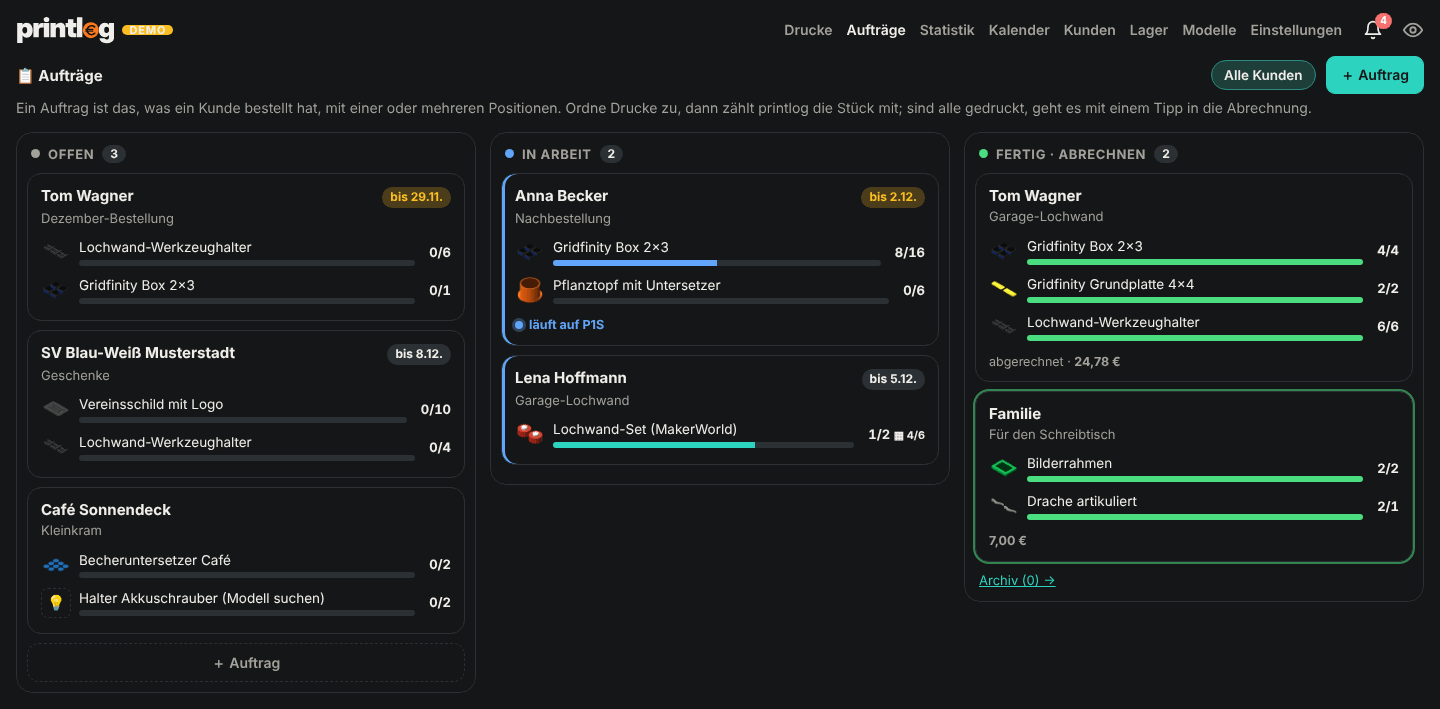 printlog DEMO
Drucke Aufträge Statistik Kalender Kunden Lager Modelle Einstellungen 4
📋 Aufträge
Alle Kunden
+ Auftrag
Ein Auftrag ist das, was ein Kunde bestellt hat, mit einer oder mehreren Positionen. Ordne Drucke zu, dann zählt printlog die Stück mit; sind alle gedruckt, geht es mit einem Tipp in die Abrechnung.
OFFEN 3
Tom Wagner bis 29.11.
Dezember-Bestellung
Lochwand-Werkzeughalter 0/6
Gridfinity Box 2×3 0/1
SV Blau-Weiß Musterstadt bis 8.12.
Geschenke
Vereinsschild mit Logo 0/10
Lochwand-Werkzeughalter 0/4
Café Sonnendeck
Kleinkram
Becheruntersetzer Café 0/2
Halter Akkuschrauber (Modell suchen) 0/2
+ Auftrag
IN ARBEIT 2
Anna Becker bis 2.12.
Nachbestellung
Gridfinity Box 2×3 8/16
Pflanztopf mit Untersetzer 0/6
läuft auf P1S
Lena Hoffmann bis 5.12.
Garage-Lochwand
Lochwand-Set (MakerWorld) 1/2 ▦ 4/6
FERTIG · ABRECHNEN 2
Tom Wagner
Garage-Lochwand
Gridfinity Box 2×3 4/4
Gridfinity Grundplatte 4×4 2/2
Lochwand-Werkzeughalter 6/6
abgerechnet · 24,78 €
Familie
Für den Schreibtisch
Bilderrahmen 2/2
Drache artikuliert 2/1
7,00 €
Archiv (0) →